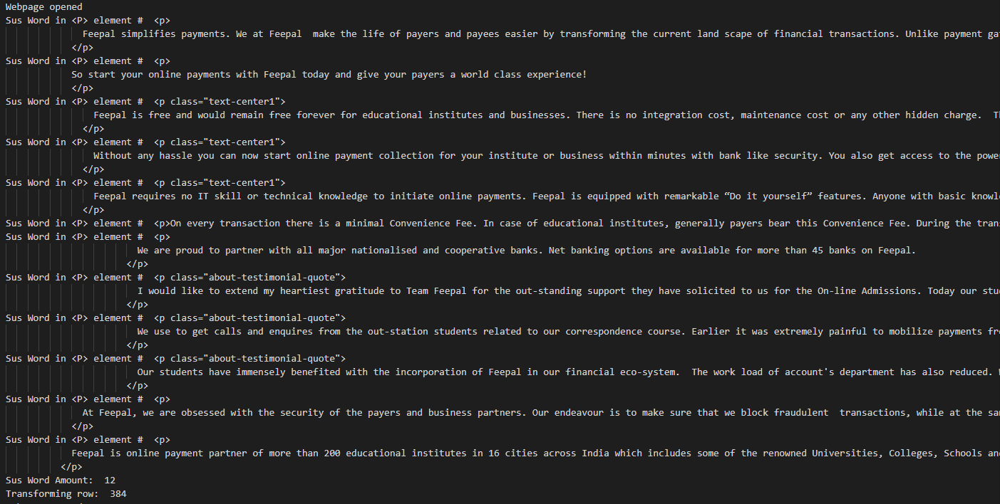 Webpage opened
Sus Word in <P> element #  <p>
Feepal simplifies payments. We at Feepal  make the life of payers and payees easier by transforming the current land scape of financial transactions. Unlike payment
</p>
Sus Word in <P> element #  <p>
So start your online payments with Feepal today and give your payers a world class experience!
</p>
Sus Word in <P> element #  <p class="text-center1">
Feepal is free and would remain free forever for educational institutes and businesses. There is no integration cost, maintenance cost or any other hidden charge.
</p>
Sus Word in <P> element #  <p class="text-center1">
Without any hassle you can now start online payment collection for your institute or business within minutes with bank like security. You also get access to the
</p>
Sus Word in <P> element #  <p class="text-center1">
Feepal requires no IT skill or technical knowledge to initiate online payments. Feepal is equipped with remarkable “Do it yourself” features. Anyone with basic
</p>
Sus Word in <P> element #  <p>On every transaction there is a minimal Convenience Fee. In case of educational institutes, generally payers bear this Convenience Fee. During the
Sus Word in <P> element #  <p>
We are proud to partner with all major nationalised and cooperative banks. Net banking options are available for more than 45 banks on Feepal.
</p>
Sus Word in <P> element #  <p class="about-testimonial-quote">
I would like to extend my heartiest gratitude to Team Feepal for the out-standing support they have solicited to us for the On-line Admissions. Today our
</p>
Sus Word in <P> element #  <p class="about-testimonial-quote">
We use to get calls and enquires from the out-station students related to our correspondence course. Earlier it was extremely painful to mobilize payments
</p>
Sus Word in <P> element #  <p class="about-testimonial-quote">
Our students have immensely benefited with the incorporation of Feepal in our financial eco-system.  The work load of account's department has also reduced.
</p>
Sus Word in <P> element #  <p>
At Feepal, we are obsessed with the security of the payers and business partners. Our endeavour is to make sure that we block fraudulent  transactions, while at the
</p>
Sus Word in <P> element #  <p>
Feepal is online payment partner of more than 200 educational institutes in 16 cities across India which includes some of the renowned Universities, Colleges, Schools
</p>
Sus Word Amount:  12
Transforming row:  384